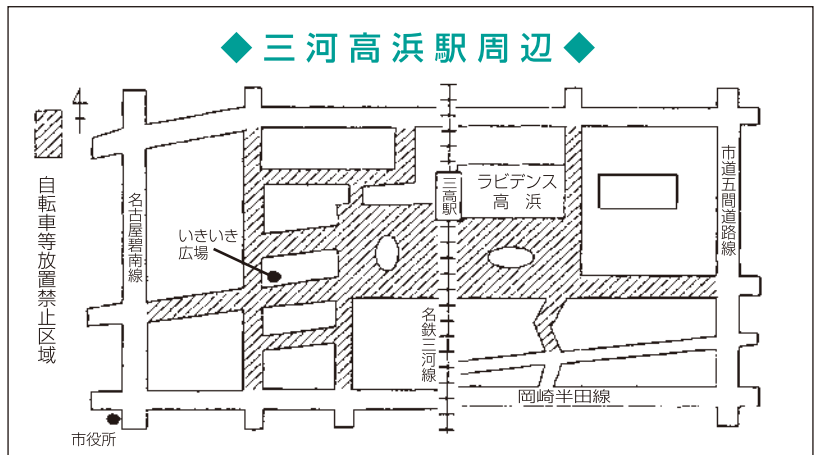 ◆三河高浜駅周辺◆
自転車等放置禁止区域
名古屋碧南線
いきいき
広場
三高駅
ラビデンス
高浜
市道五間道路線
名鉄三河線
岡崎半田線
市役所